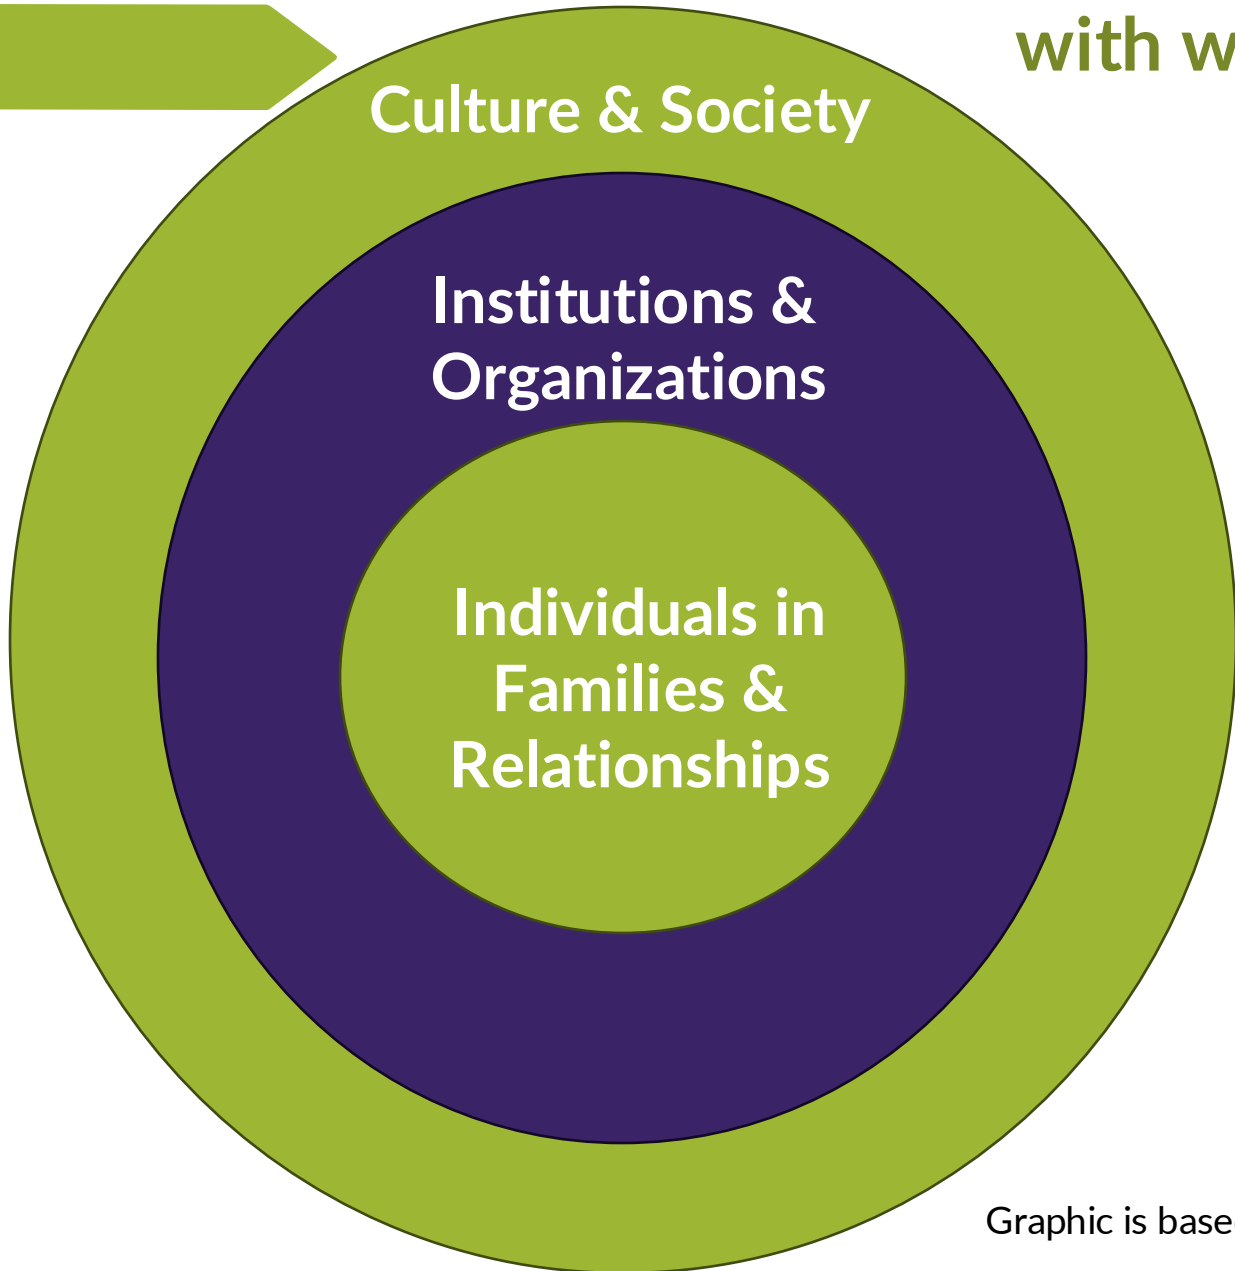 with w
Culture & Society
Institutions &
Organizations
Individuals in
Families &
Relationships
Graphic is base